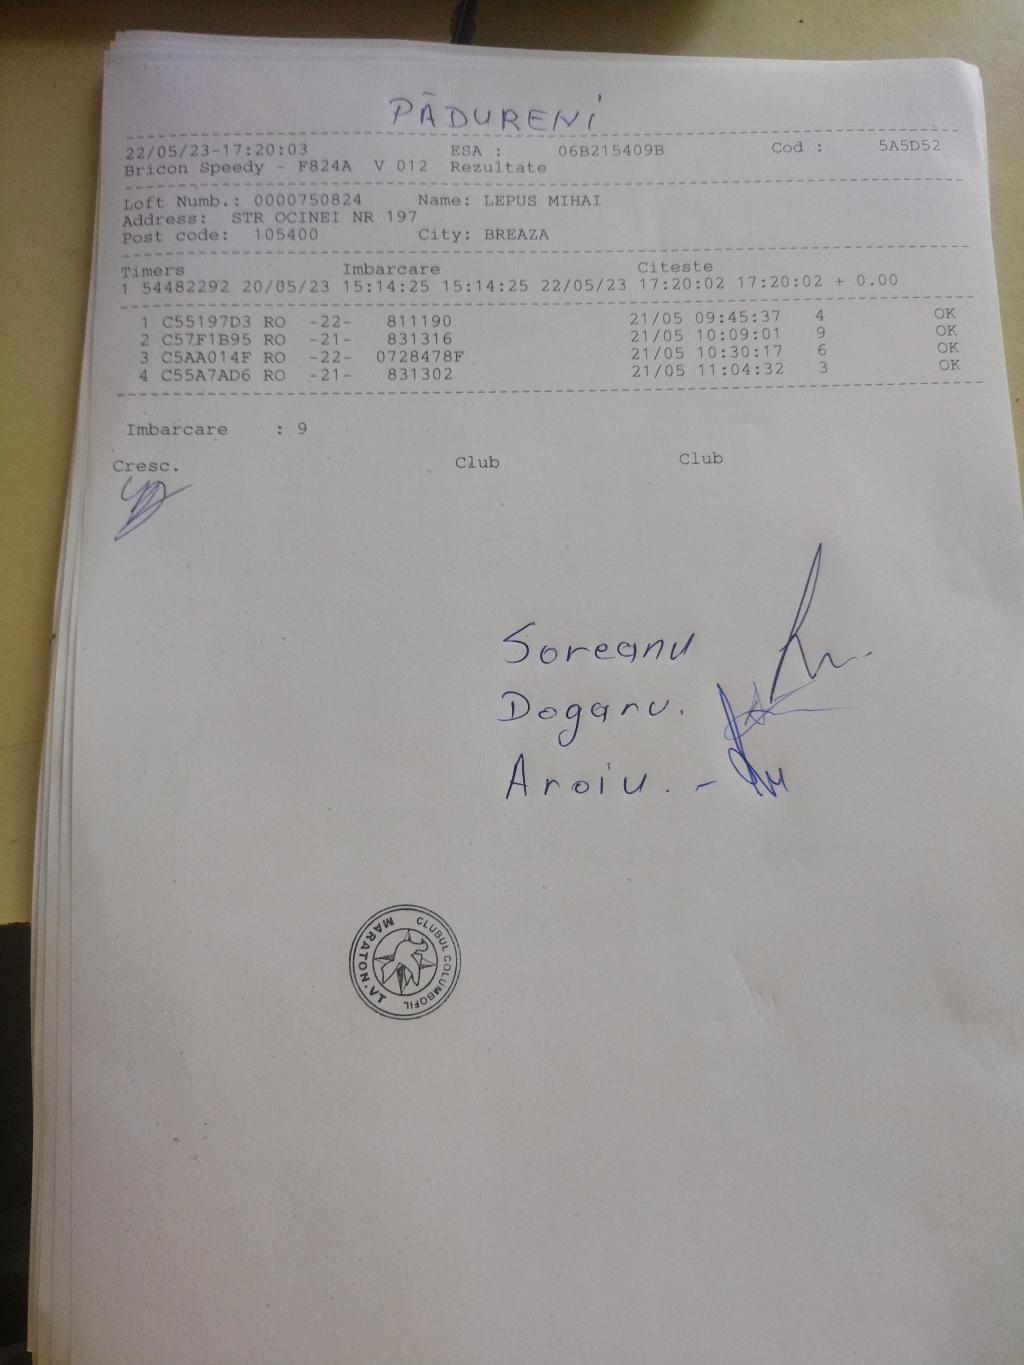 PĂDURENI
22/05/23-17:20:03 ESA : 06B215409B Cod : 5A5D52
Bricon Speedy - F824A V 012 Rezultate
Loft Numb.: 0000750824 Name: LEPUS MIHAI
Address: STR OCINEI NR 197
Post code: 105400 City: BREAZA
Timers Imbarcare Citeste
1 54482292 20/05/23 15:14:25 15:14:25 22/05/23 17:20:02 17:20:02 + 0.00
1 C55197D3 RO -22- 811190 21/05 09:45:37 4 OK
2 C57F1B95 RO -21- 831316 21/05 10:09:01 9 OK
3 C5AA014F RO -22- 0728478F 21/05 10:30:17 6 OK
4 C55A7AD6 RO -21- 831302 21/05 11:04:32 3 OK
Imbarcare : 9
Cresc. Club Club
Soreanu
Dogaru.
Aroiu. -
CLUBUL COLUMBOFIL
MARATON.VT